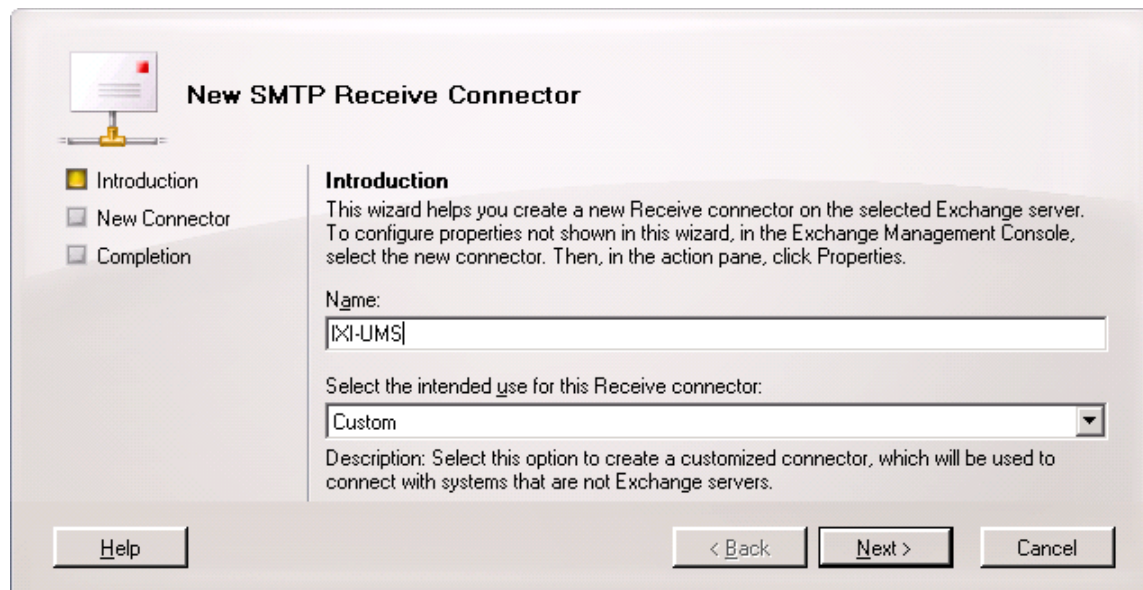 New SMTP Receive Connector
Introduction
New Connector
Completion
Introduction
This wizard helps you create a new Receive connector on the selected Exchange server.
To configure properties not shown in this wizard, in the Exchange Management Console,
select the new connector. Then, in the action pane, click Properties.
Name:
IXI-UMS
Select the intended use for this Receive connector:
Custom
Description: Select this option to create a customized connector, which will be used to
connect with systems that are not Exchange servers.
Help
< Back
Next >
Cancel